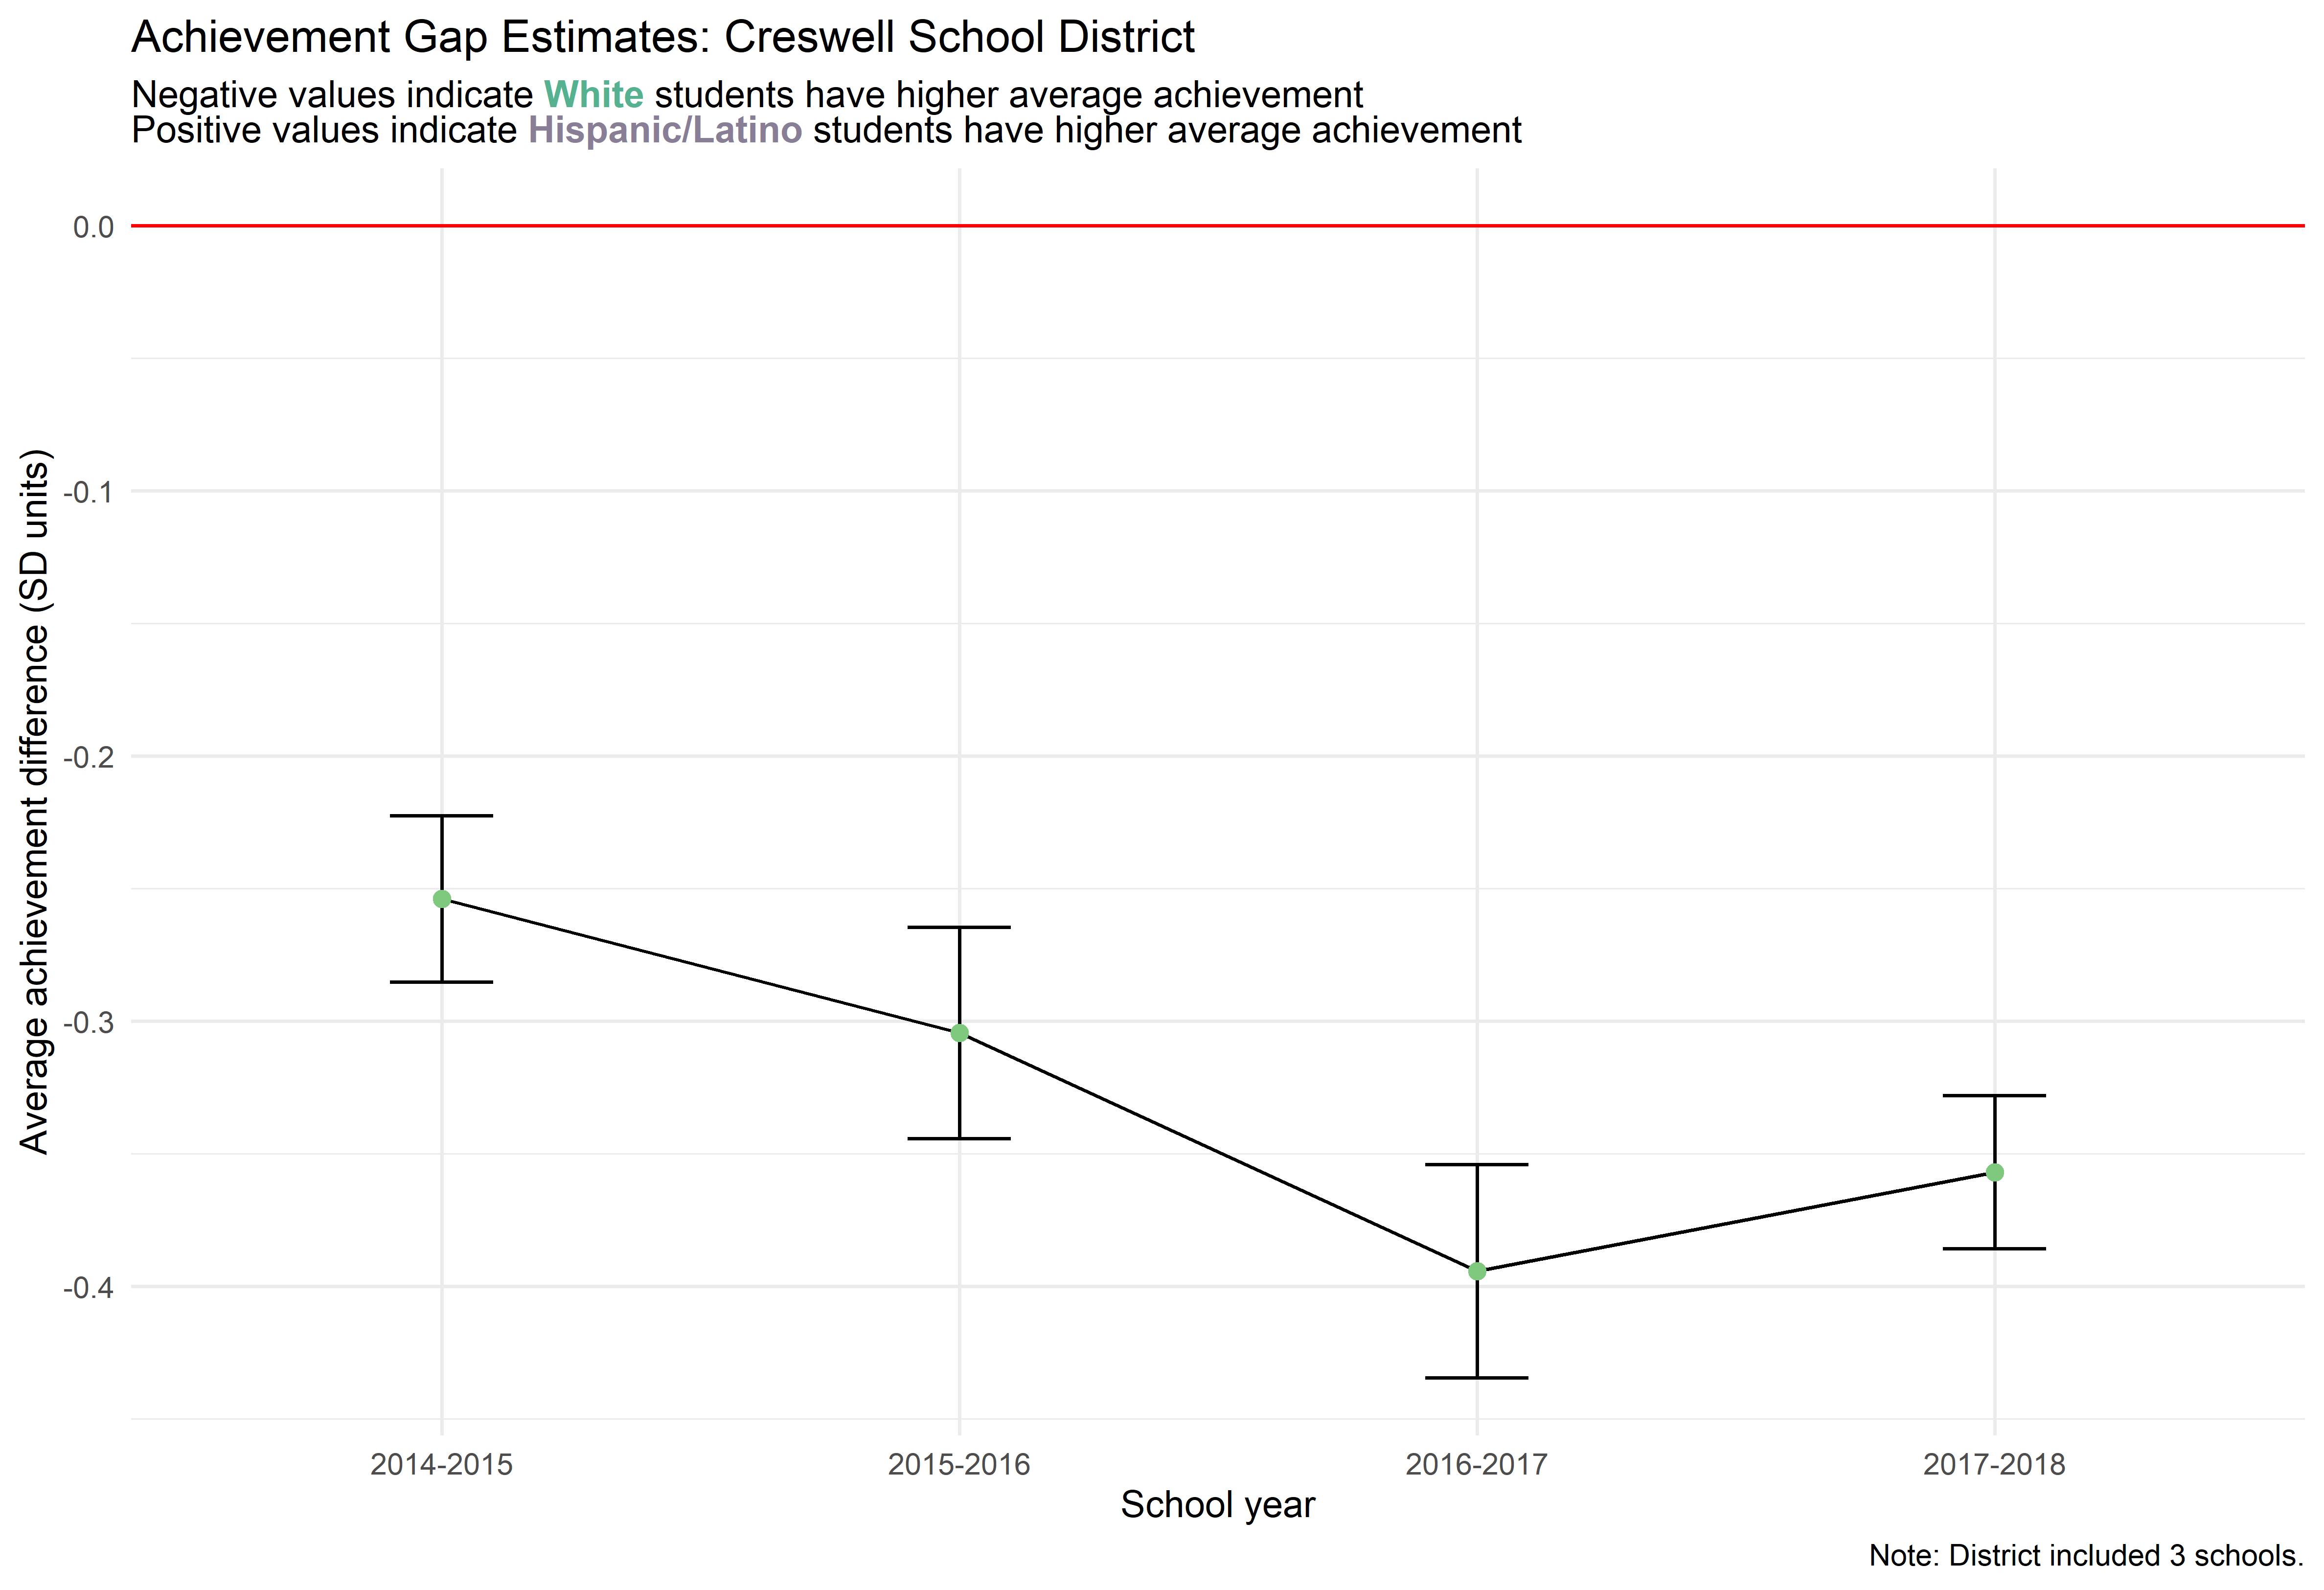 Achievement Gap Estimates: Creswell School District
Negative values indicate White students have higher average achievement
Positive values indicate Hispanic/Latino students have higher average achievement
Average achievement difference (SD units)
0.0
-0.1
-0.2
-0.3
-0.4
2014-2015
2015-2016
2016-2017
2017-2018
School year
Note: District included 3 schools.